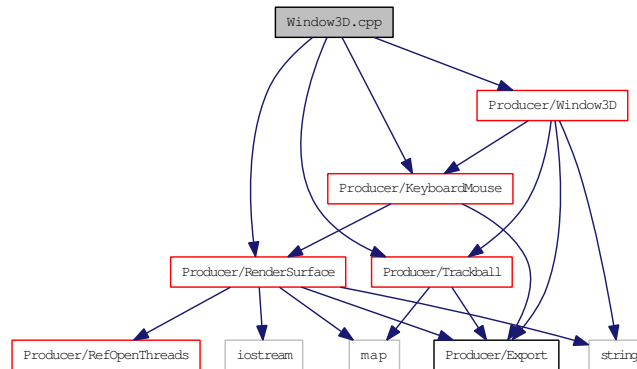 Window3D.cpp
Producer/Window3D
Producer/KeyboardMouse
Producer/RenderSurface
Producer/Trackball
Producer/RefOpenThreads
iostream
map
Producer/Export
string